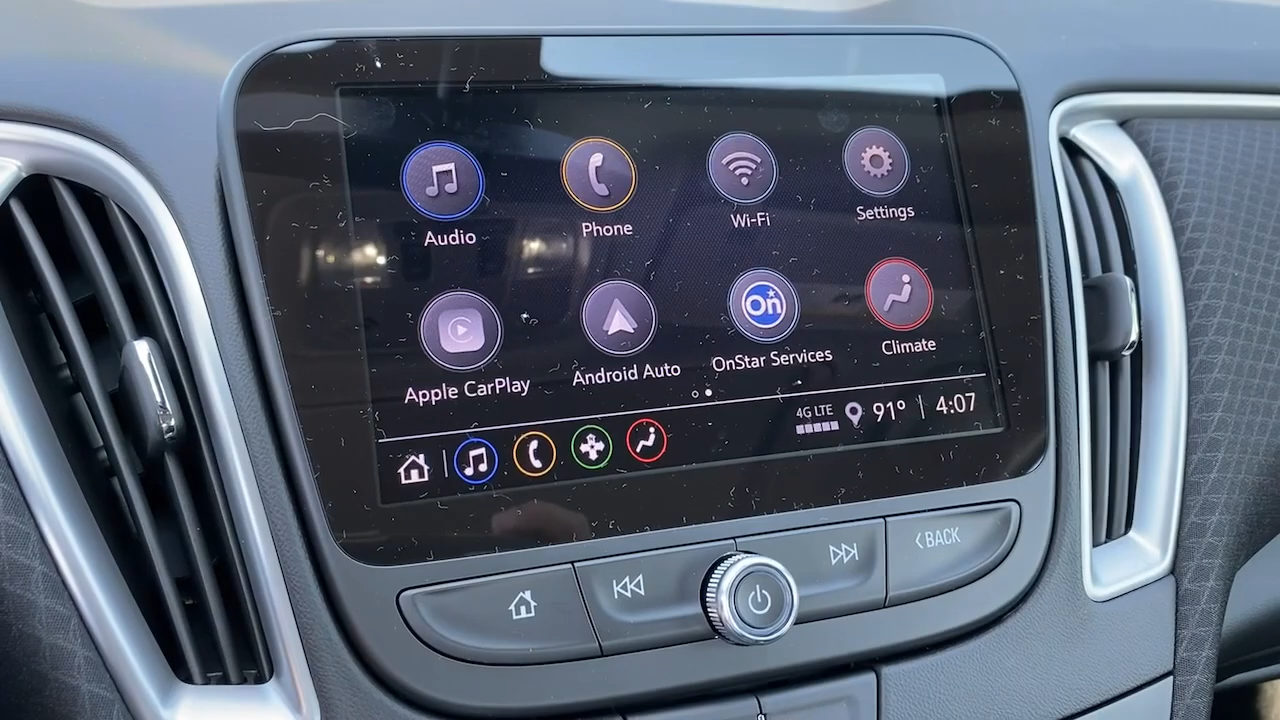 Audio
Phone
Wi-Fi
Settings
On
Apple CarPlay
Android Auto
OnStar Services
Climate
4G LTE
91° | 4:07
BACK